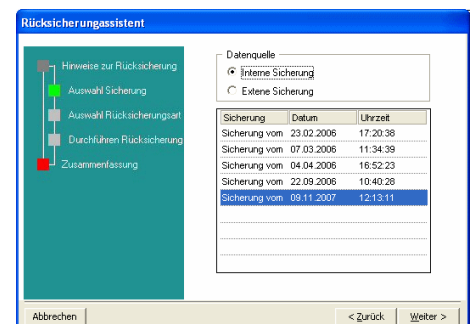 Rücksicherungassistent
Hinweise zur Rücksicherung
Auswahl Sicherung
Auswahl Rücksicherungsart
Durchführen Rücksicherung
Zusammenfassung
Datenquelle
Interne Sicherung
Extene Sicherung
Sicherung Datum Uhrzeit
Sicherung vom 23.02.2006 17:20:38
Sicherung vom 07.03.2006 11:34:39
Sicherung vom 04.04.2006 16:52:23
Sicherung vom 22.09.2006 10:40:28
Sicherung vom 09.11.2007 12:13:11
Abbrechen < Zurück Weiter >